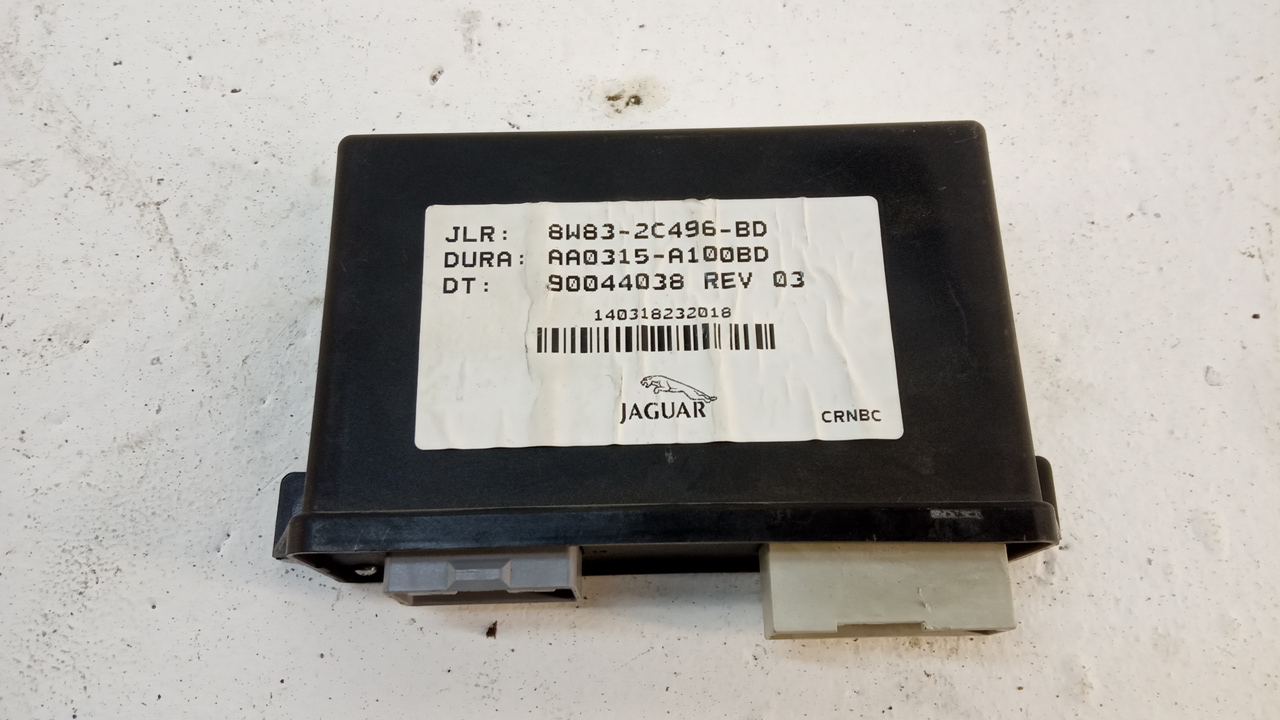 JLR: 8W83-2C496-BD
DURA: AA0315-A100BD
DT: 90044038 REV 03
140318232018
JAGUAR
CRNBC